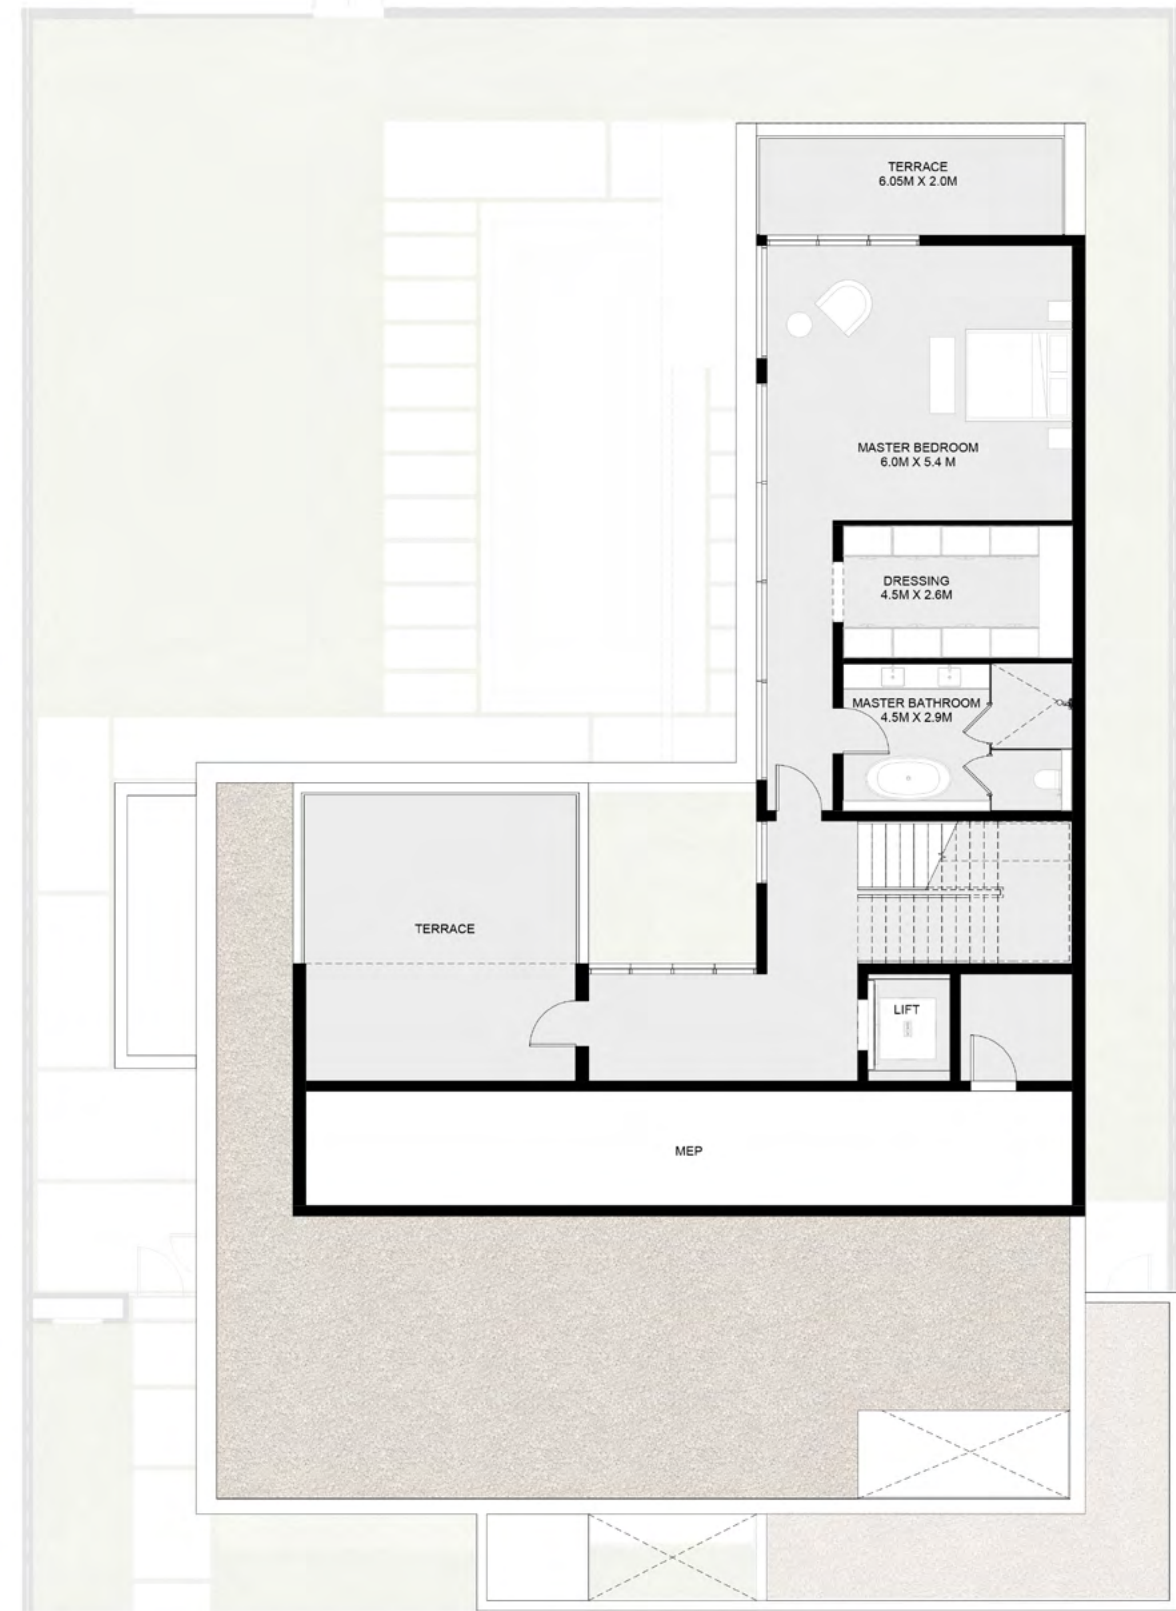 TERRACE
6.05M X 2.0M
MASTER BEDROOM
6.0M X 5.4 M
DRESSING
4.5M X 2.6M
MASTER BATHROOM
4.5M X 2.9M
TERRACE
LIFT
MEP